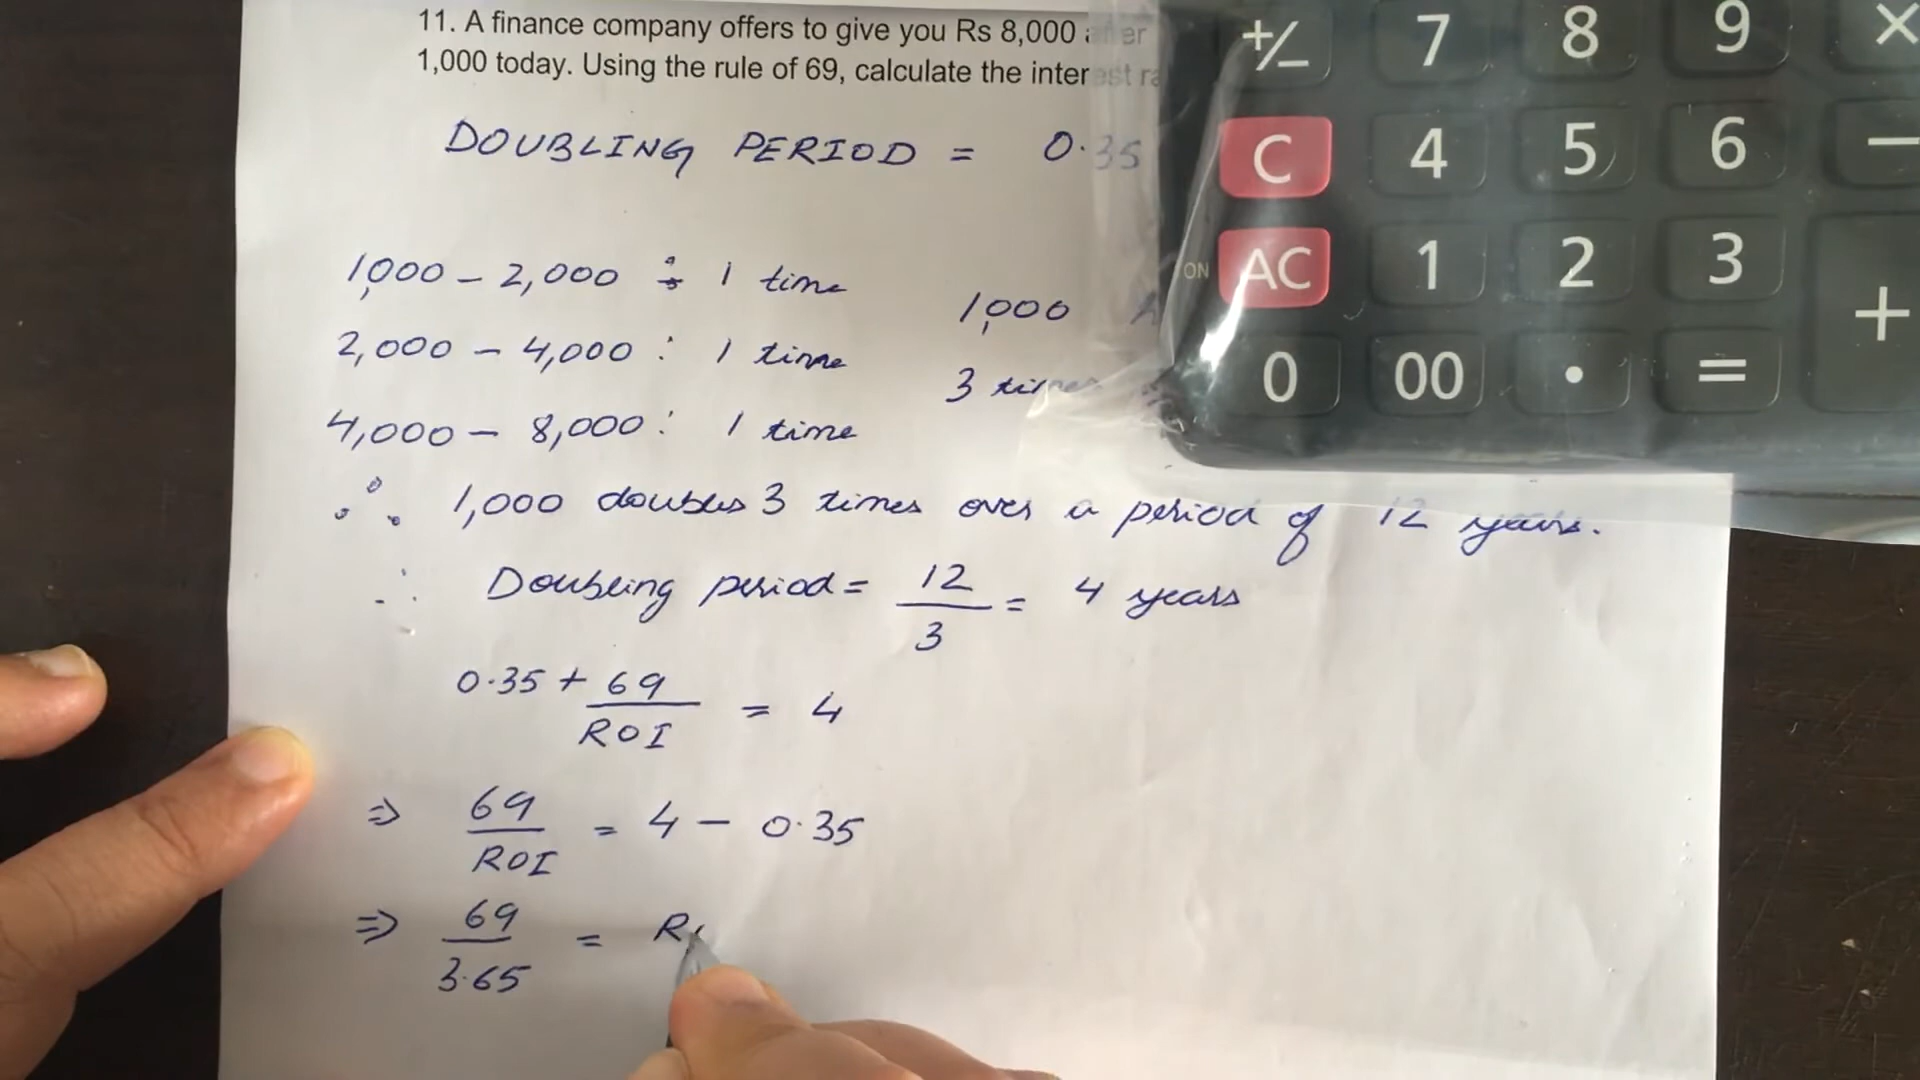 11. A finance company offers to give you Rs 8,000 after
1,000 today. Using the rule of 69, calculate the interest
DOUBLING PERIOD = 0.35
1,000 - 2,000 : 1 time
2,000 - 4,000 : 1 time
4,000 - 8,000 : 1 time
1,000
3 times
∴ 1,000 doubles 3 times over a period of 12 years.
∴ Doubling period = 12/3 = 4 years
0.35 + 69/ROI = 4
⇒ 69/ROI = 4 - 0.35
⇒ 69/3.65 = R
+/- 7 8 9 ×
C 4 5 6 -
ON AC 1 2 3 +
0 00 . =